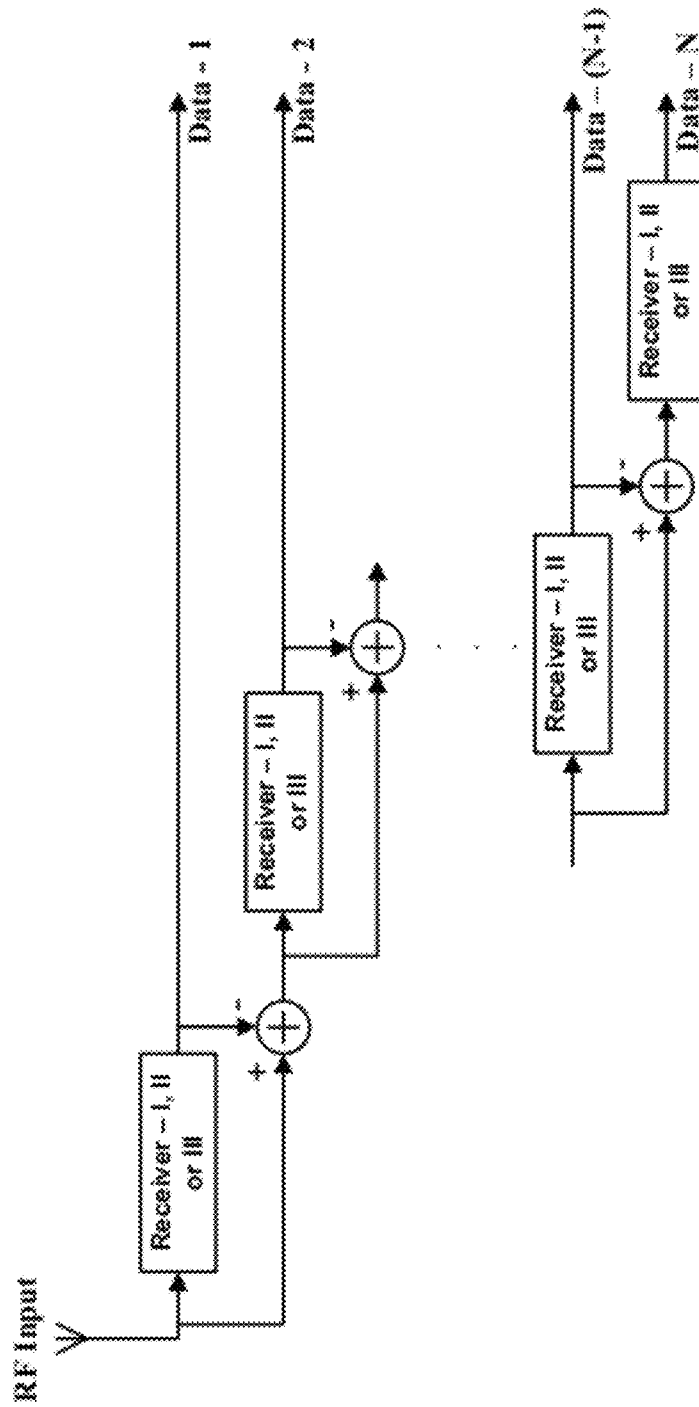 RF Input
Receiver – I, II
or III
+
-
Data - 1
Receiver – I, II
or III
+
-
Data - 2
. . .
Receiver – I, II
or III
+
-
Data – (N-1)
Receiver – I, II
or III
Data – N